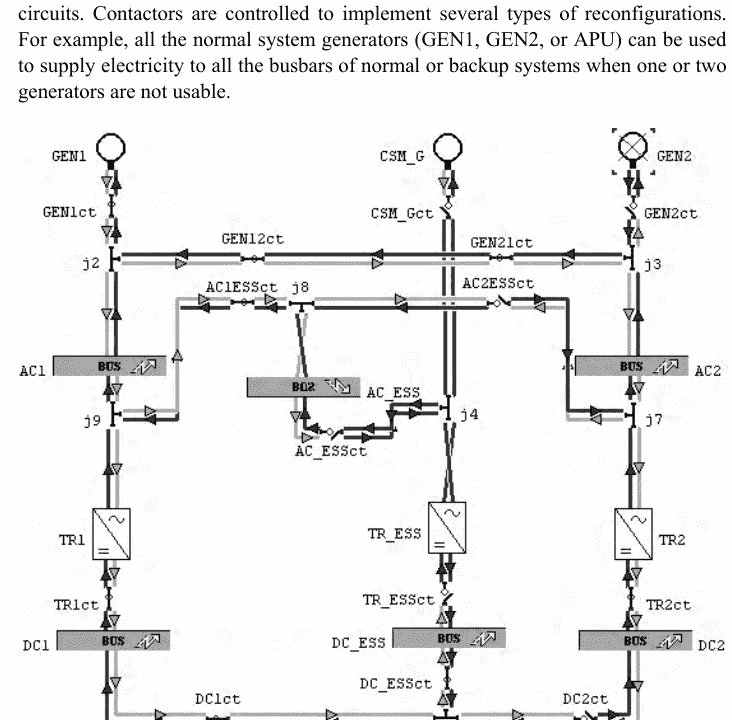 circuits. Contactors are controlled to implement several types of reconfigurations.
For example, all the normal system generators (GEN1, GEN2, or APU) can be used
to supply electricity to all the busbars of normal or backup systems when one or two
generators are not usable.
GEN1
CSM_G
GEN2
GEN1ct
CSM_Gct
GEN2ct
GEN12ct
GEN21ct
j2
j3
AC1ESSct
j8
AC2ESSct
AC1
BUS
BUS
AC2
AC_ESS
j9
j4
j7
AC_ESSct
TR1
TR_ESS
TR2
TR1ct
TR_ESSct
TR2ct
DC1
BUS
DC_ESS
BUS
BUS
DC2
DC_ESSct
DC1ct
DC2ct